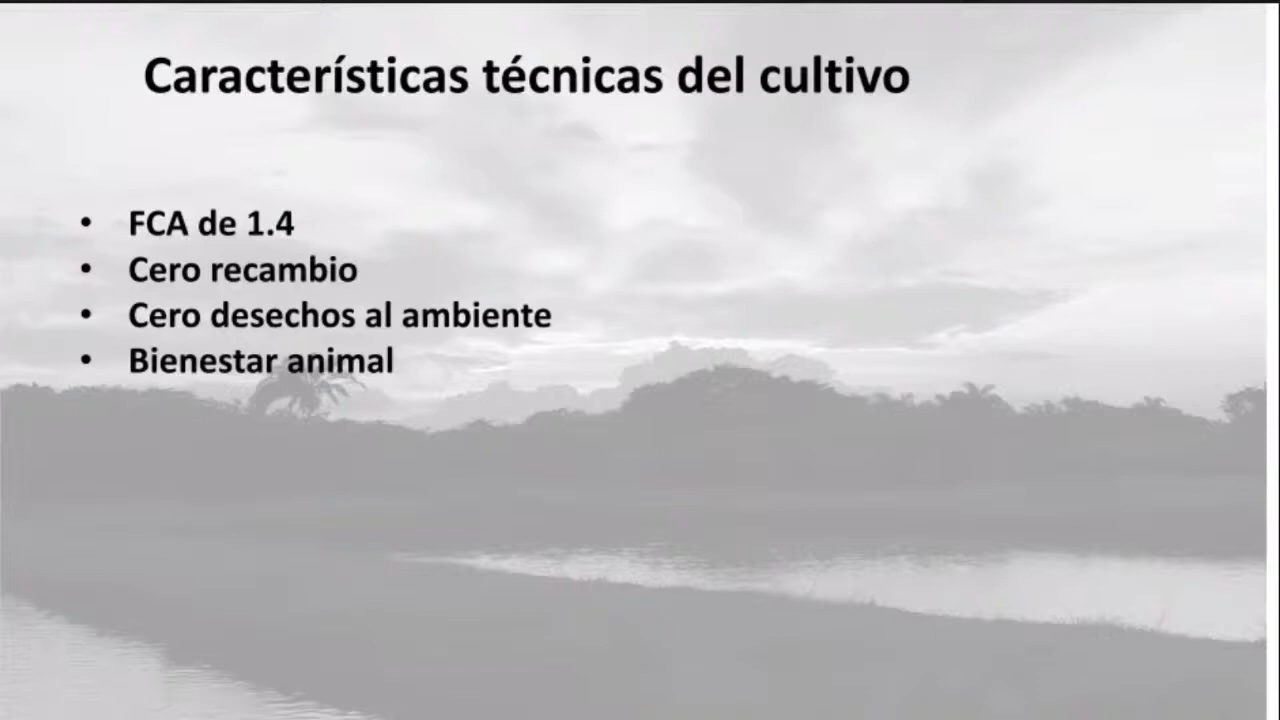 Características técnicas del cultivo
• FCA de 1.4
• Cero recambio
• Cero desechos al ambiente
• Bienestar animal